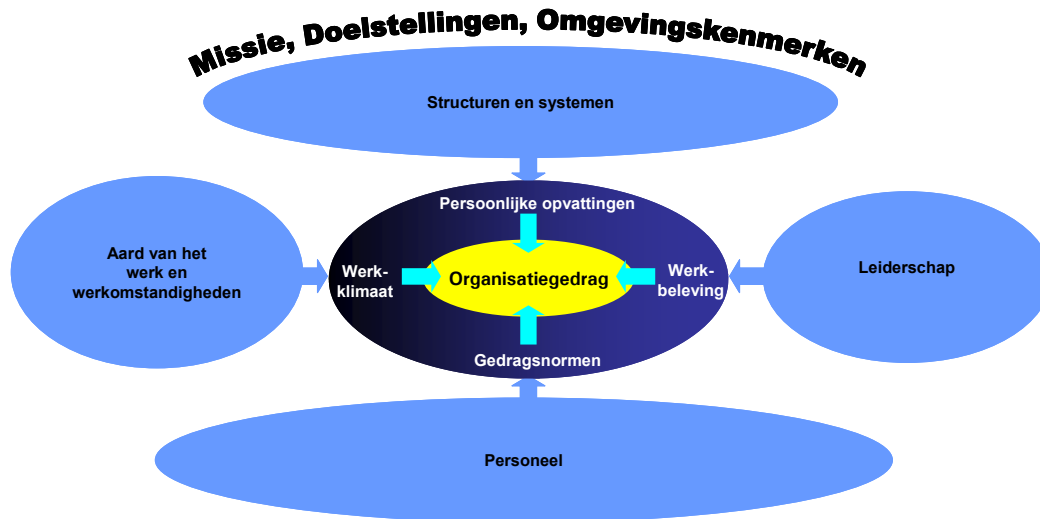 Missie, Doelstellingen, Omgevingskenmerken
Structuren en systemen
Persoonlijke opvattingen
Aard van het
werk en
werkomstandigheden
Werk-
klimaat
Organisatiegedrag
Werk-
beleving
Leiderschap
Gedragsnormen
Personeel